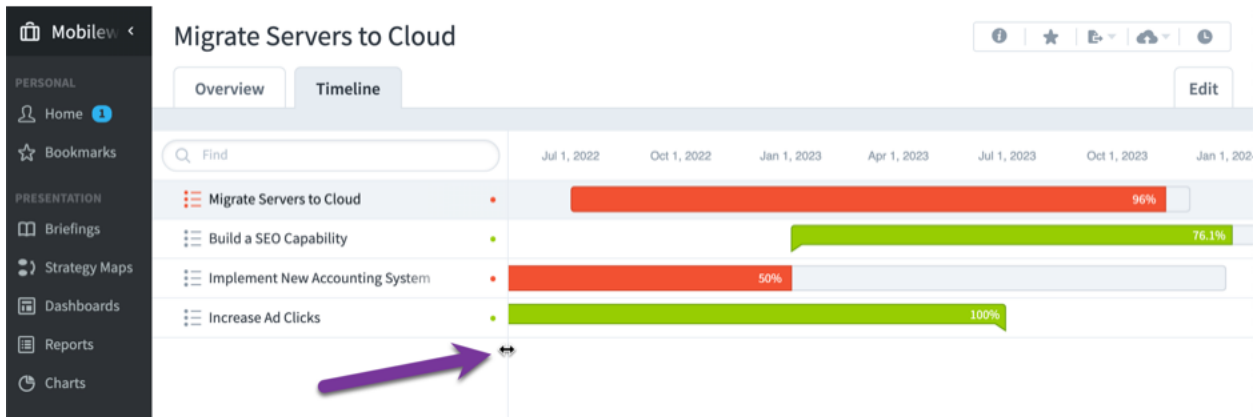 Mobilew
Migrate Servers to Cloud
PERSONAL
Home 1
Bookmarks
PRESENTATION
Briefings
Strategy Maps
Dashboards
Reports
Charts
Overview
Timeline
Edit
Find
Jul 1, 2022
Oct 1, 2022
Jan 1, 2023
Apr 1, 2023
Jul 1, 2023
Oct 1, 2023
Jan 1, 202
Migrate Servers to Cloud
96%
Build a SEO Capability
76.1%
Implement New Accounting System
50%
Increase Ad Clicks
100%